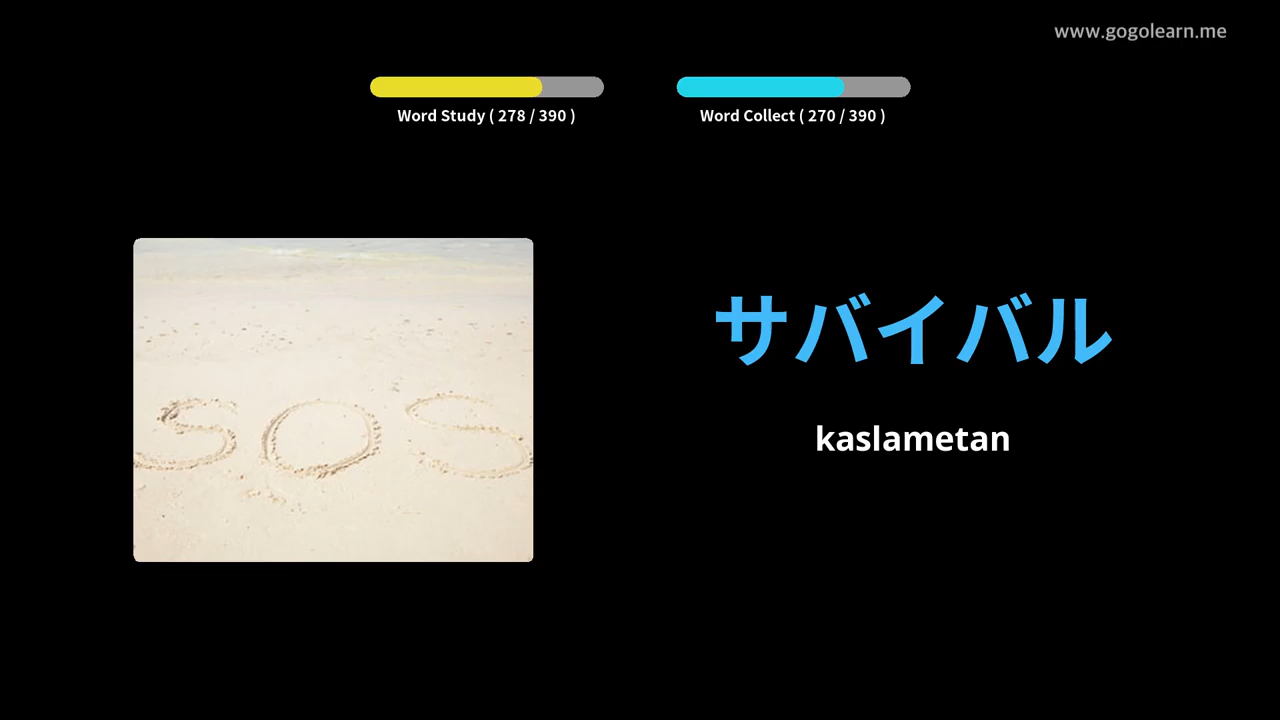 www.gogolearn.me
Word Study ( 278 / 390 )
Word Collect ( 270 / 390 )
SOS
サバイバル
kaslametan